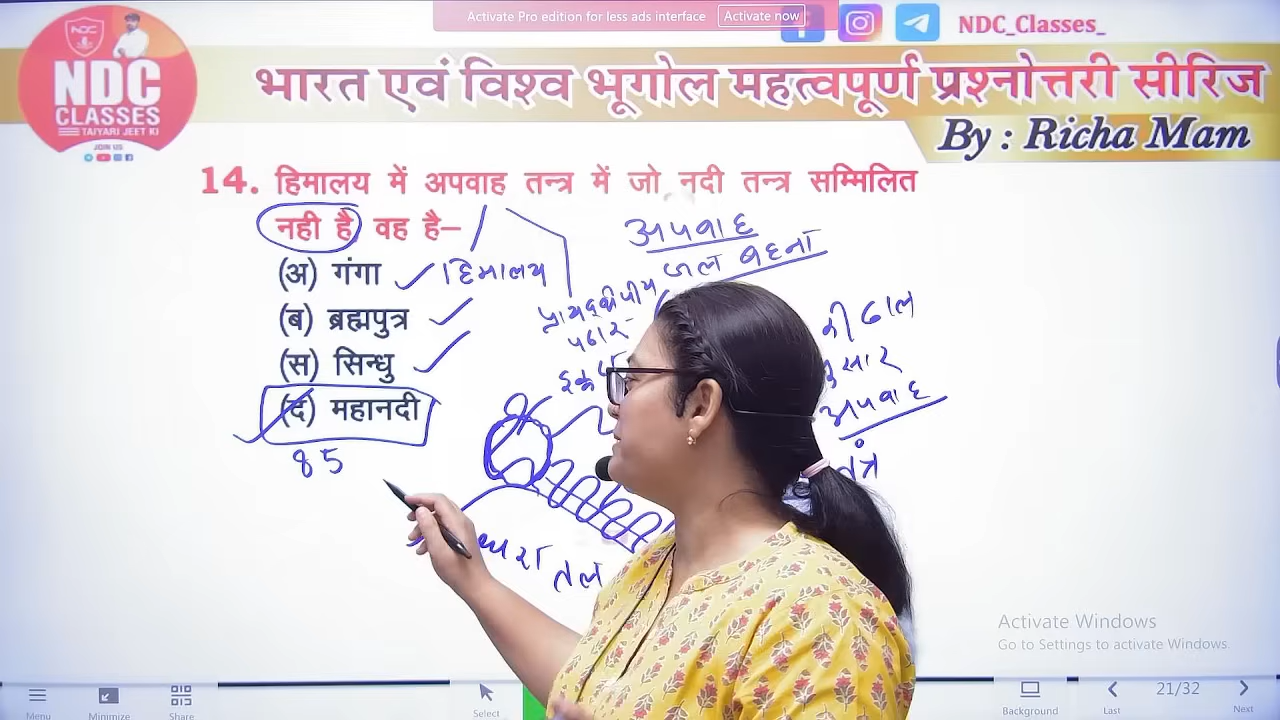 Activate Pro edition for less ads interface Activate now
NDC_Classes_
NDC
NDC
CLASSES
TAIYARI JEET KI
JOIN US
भारत एवं विश्व भूगोल महत्वपूर्ण प्रश्नोत्तरी सीरिज
By : Richa Mam
14. हिमालय में अपवाह तन्त्र में जो नदी तन्त्र सम्मिलित
नही है वह है–
(अ) गंगा
(ब) ब्रह्मपुत्र
(स) सिन्धु
(द) महानदी
हिमालय
85
अपवाह
जल बहना
प्रायद्वीपीय
पठार
की ढाल
अपवाह
तंत्र
Activate Windows
Go to Settings to activate Windows.
Menu
Minimize
Share
Select
Background
Last
21/32
Next